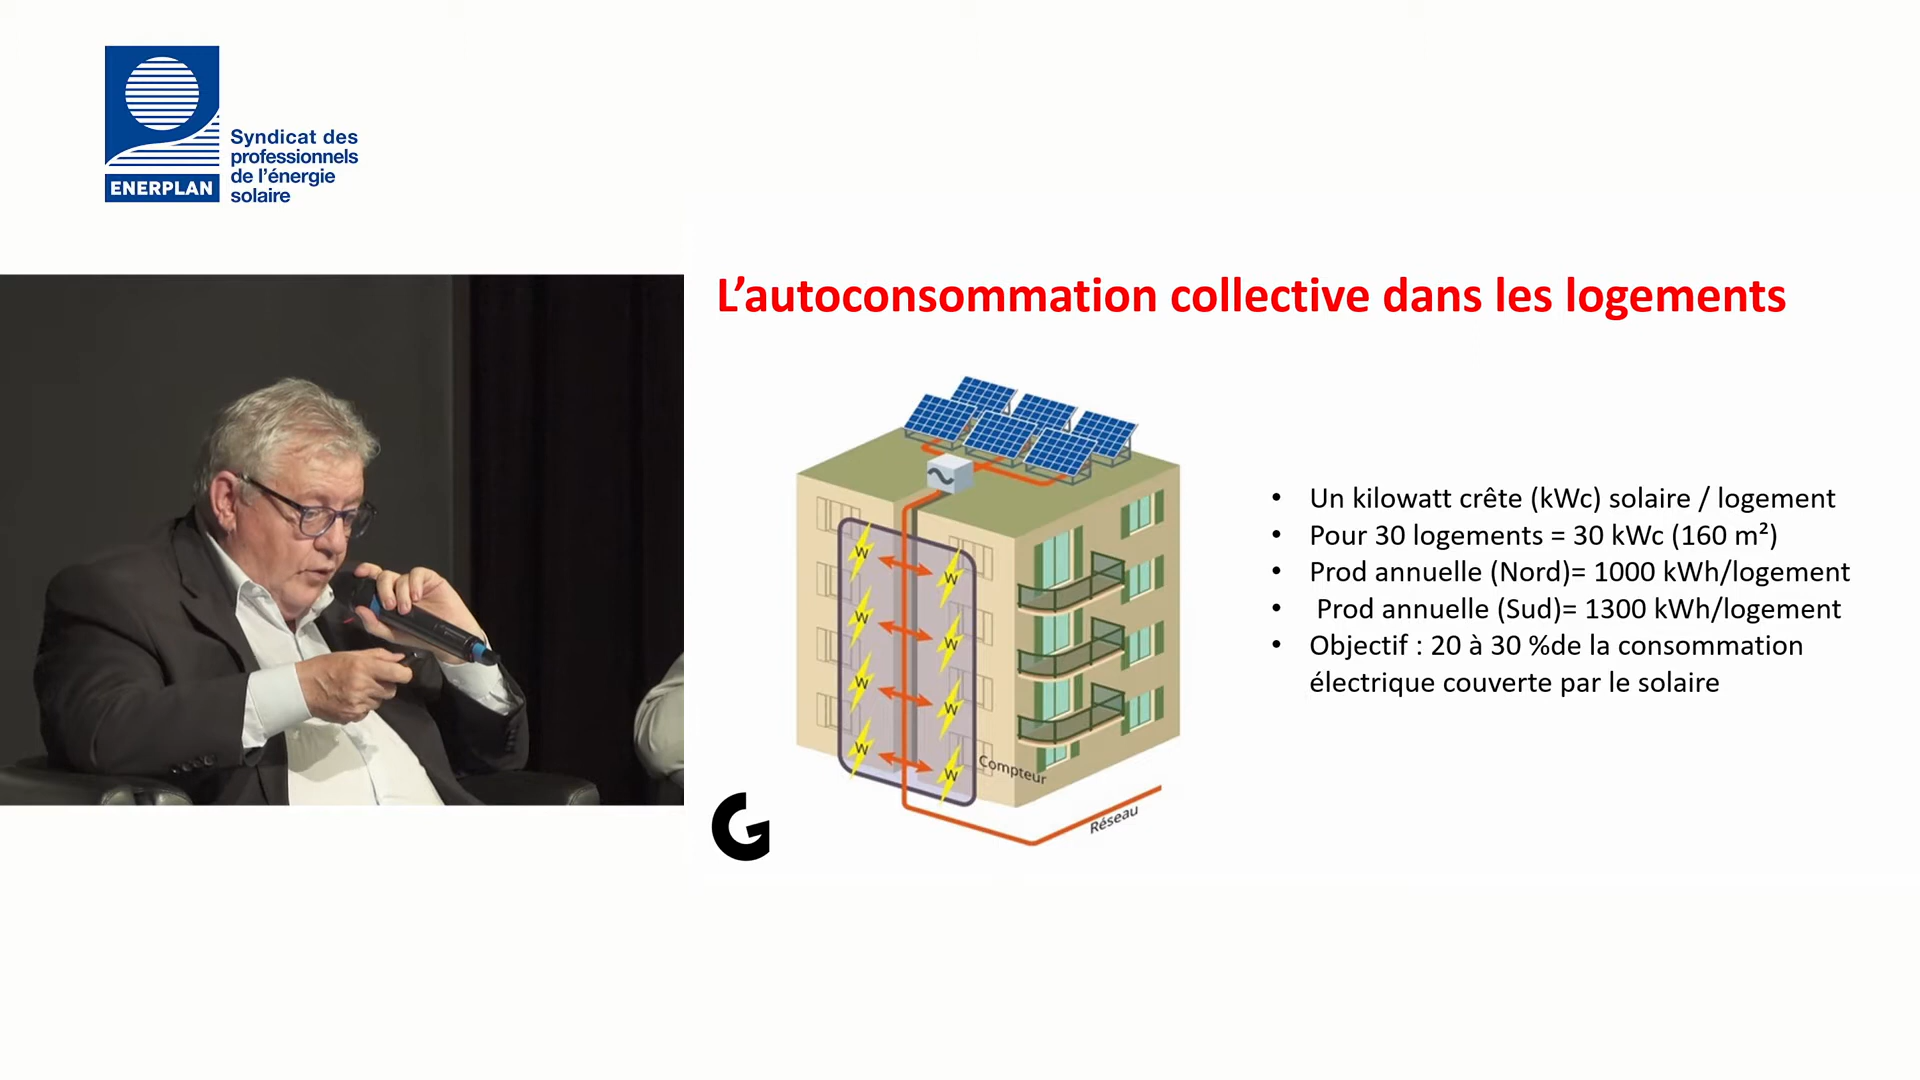 ENERPLAN
Syndicat des
professionnels
de l'énergie
solaire
L'autoconsommation collective dans les logements
W
W
W
W
W
W
W
W
Compteur
Réseau
G
• Un kilowatt crête (kWc) solaire / logement
• Pour 30 logements = 30 kWc (160 m²)
• Prod annuelle (Nord)= 1000 kWh/logement
• Prod annuelle (Sud)= 1300 kWh/logement
• Objectif : 20 à 30 %de la consommation
électrique couverte par le solaire